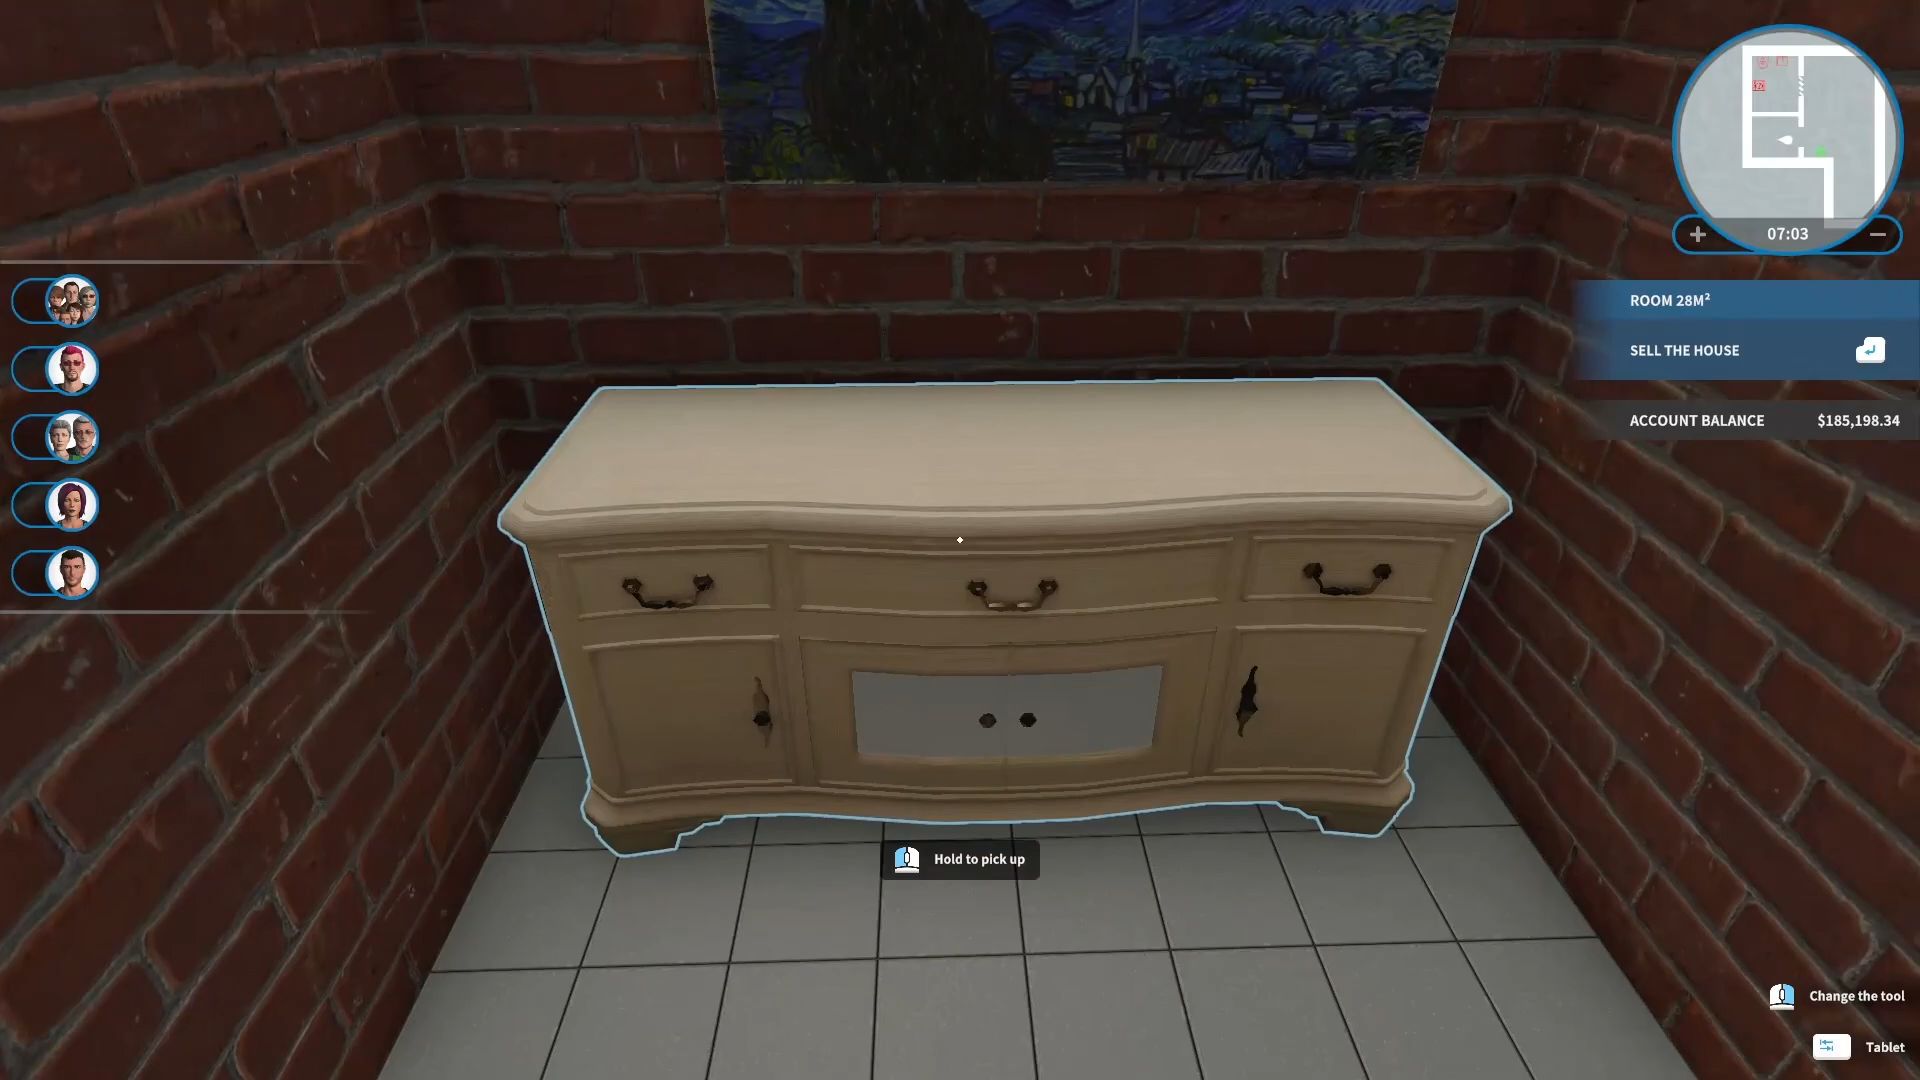 07:03
ROOM 28M²
SELL THE HOUSE
ACCOUNT BALANCE $185,198.34
Hold to pick up
Change the tool
Tablet